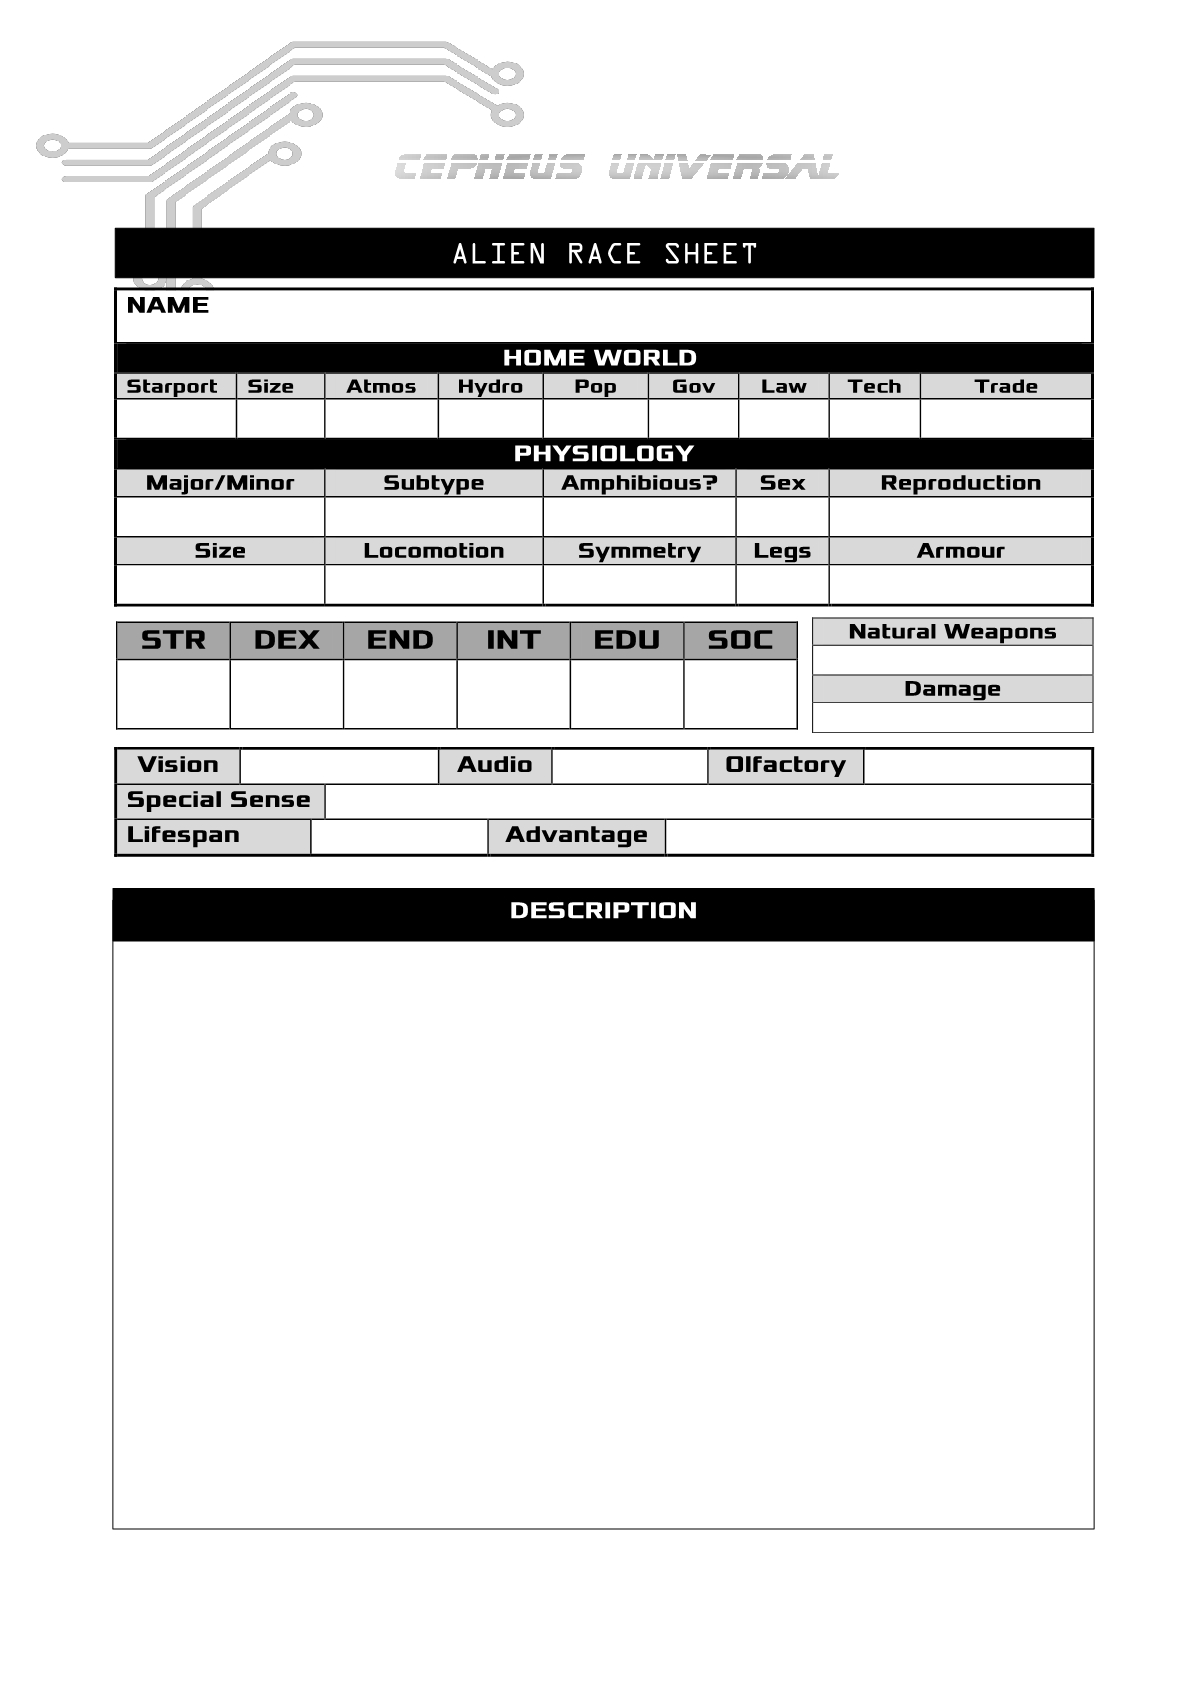 CEPHEUS UNIVERSAL
ALIEN RACE SHEET
NAME
HOME WORLD
Starport Size Atmos Hydro Pop Gov Law Tech Trade
PHYSIOLOGY
Major/Minor Subtype Amphibious? Sex Reproduction
Size Locomotion Symmetry Legs Armour
STR DEX END INT EDU SOC
Natural Weapons
Damage
Vision Audio Olfactory
Special Sense
Lifespan Advantage
DESCRIPTION